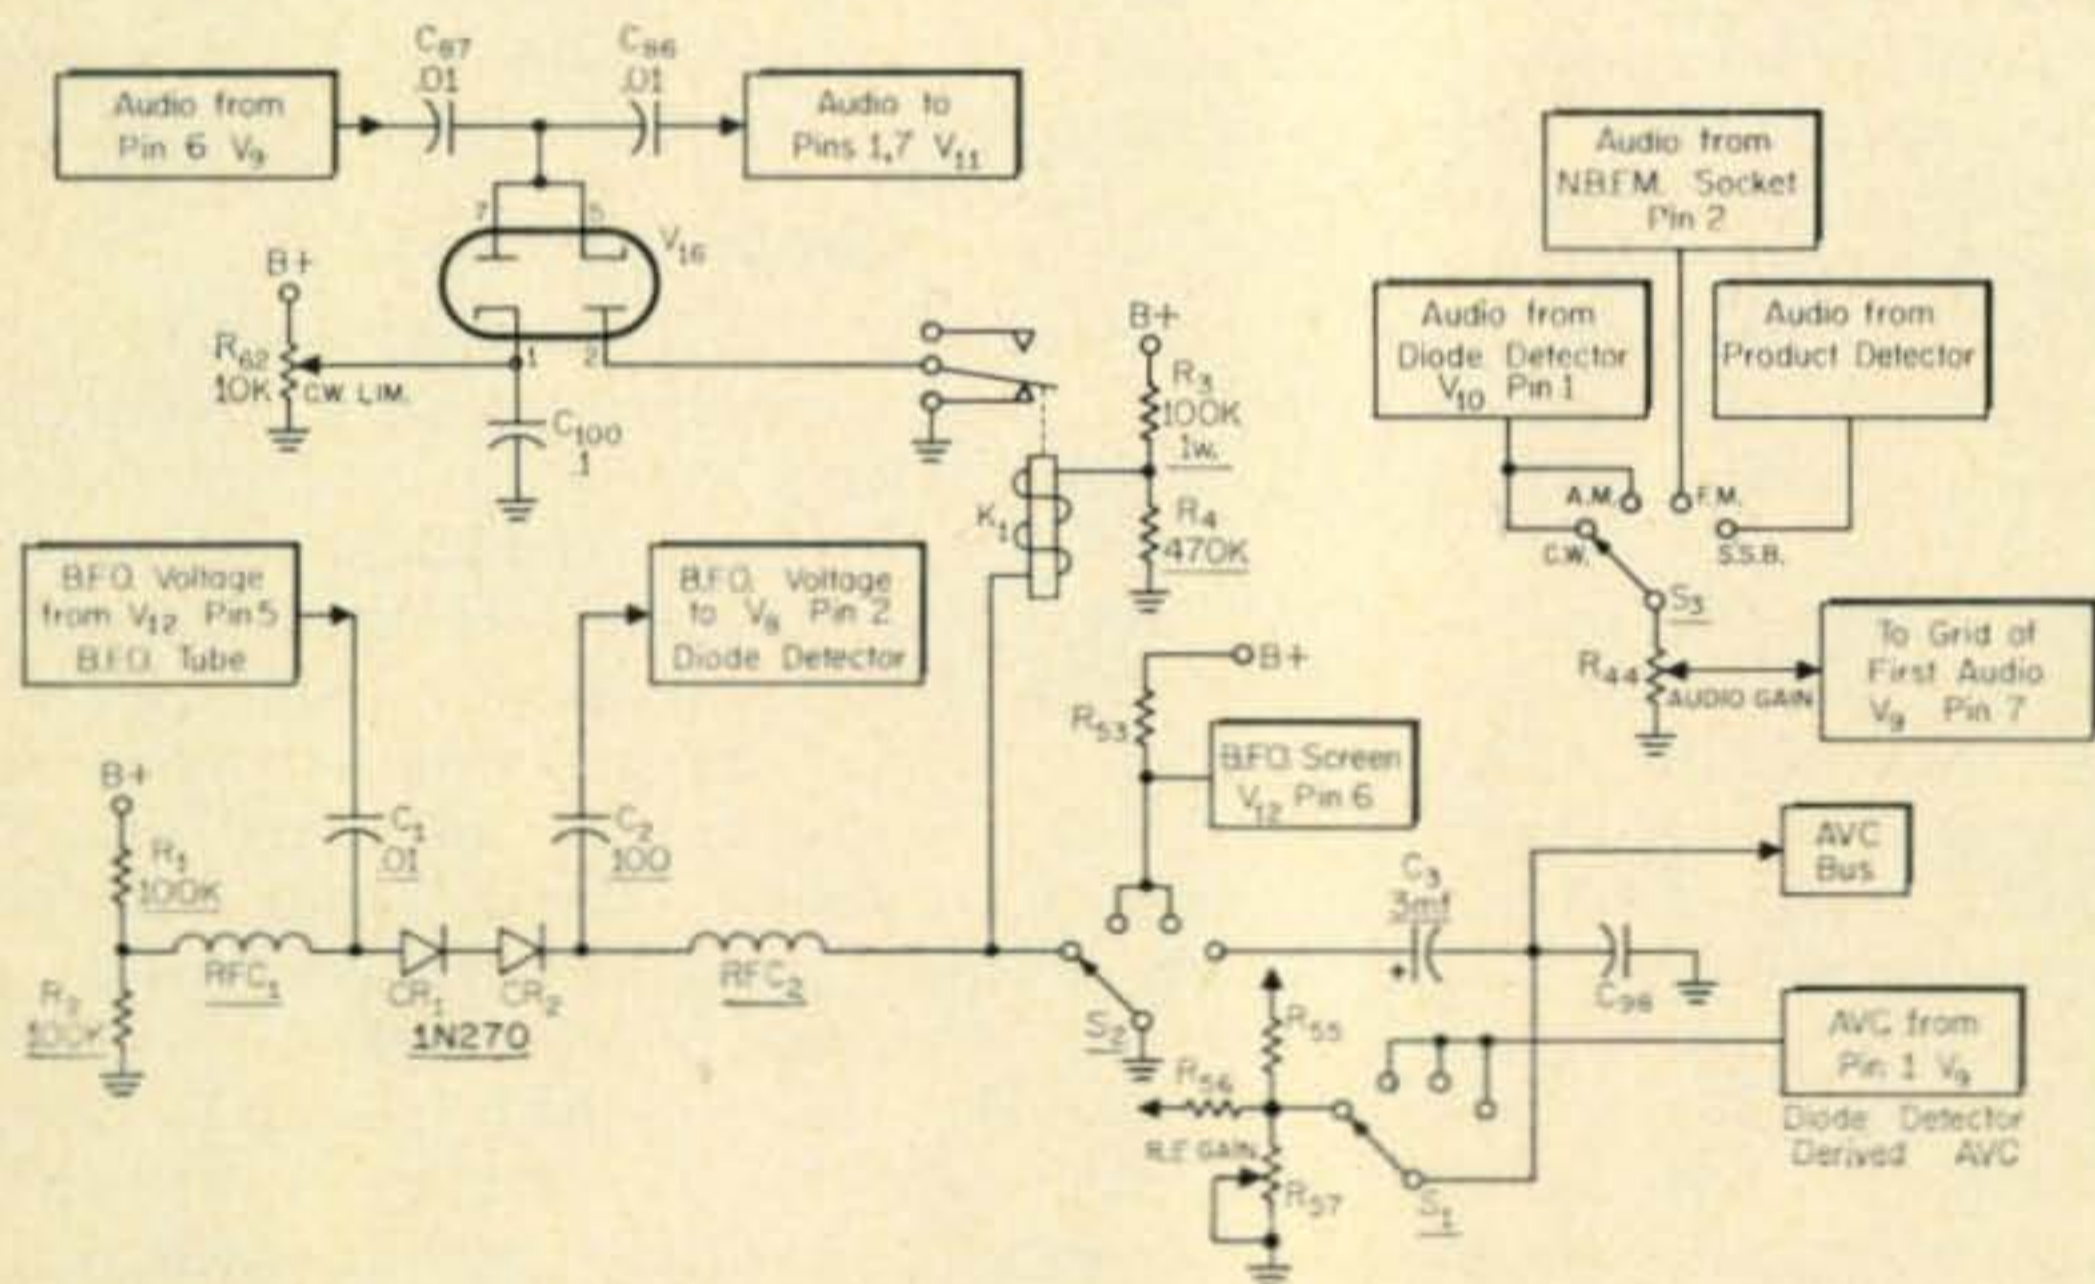 C87
.01
C86
.01
Audio from
Pin 6 V9
Audio to
Pins 1,7 V11
7
5
V16
B+
R62
10K
C.W. LIM.
1
2
C100
.1
B+
R3
100K
1w.
R4
470K
K1
Audio from
N.B.F.M. Socket
Pin 2
Audio from
Diode Detector
V10 Pin 1
Audio from
Product Detector
A.M.
F.M.
C.W.
S.S.B.
S3
R44
AUDIO GAIN
To Grid of
First Audio
V9 Pin 7
B.F.O. Voltage
from V12 Pin 5
B.F.O. Tube
B.F.O. Voltage
to V8 Pin 2
Diode Detector
B+
R53
B.F.O. Screen
V12 Pin 6
B+
R1
100K
C1
.01
C2
100
R2
100K
RFC1
CR1
CR2
1N270
RFC2
S2
C3
3mf
+
AVC
Bus
C98
R55
R56
R.F. GAIN
R57
S1
AVC from
Pin 1 V9
Diode Detector
Derived AVC